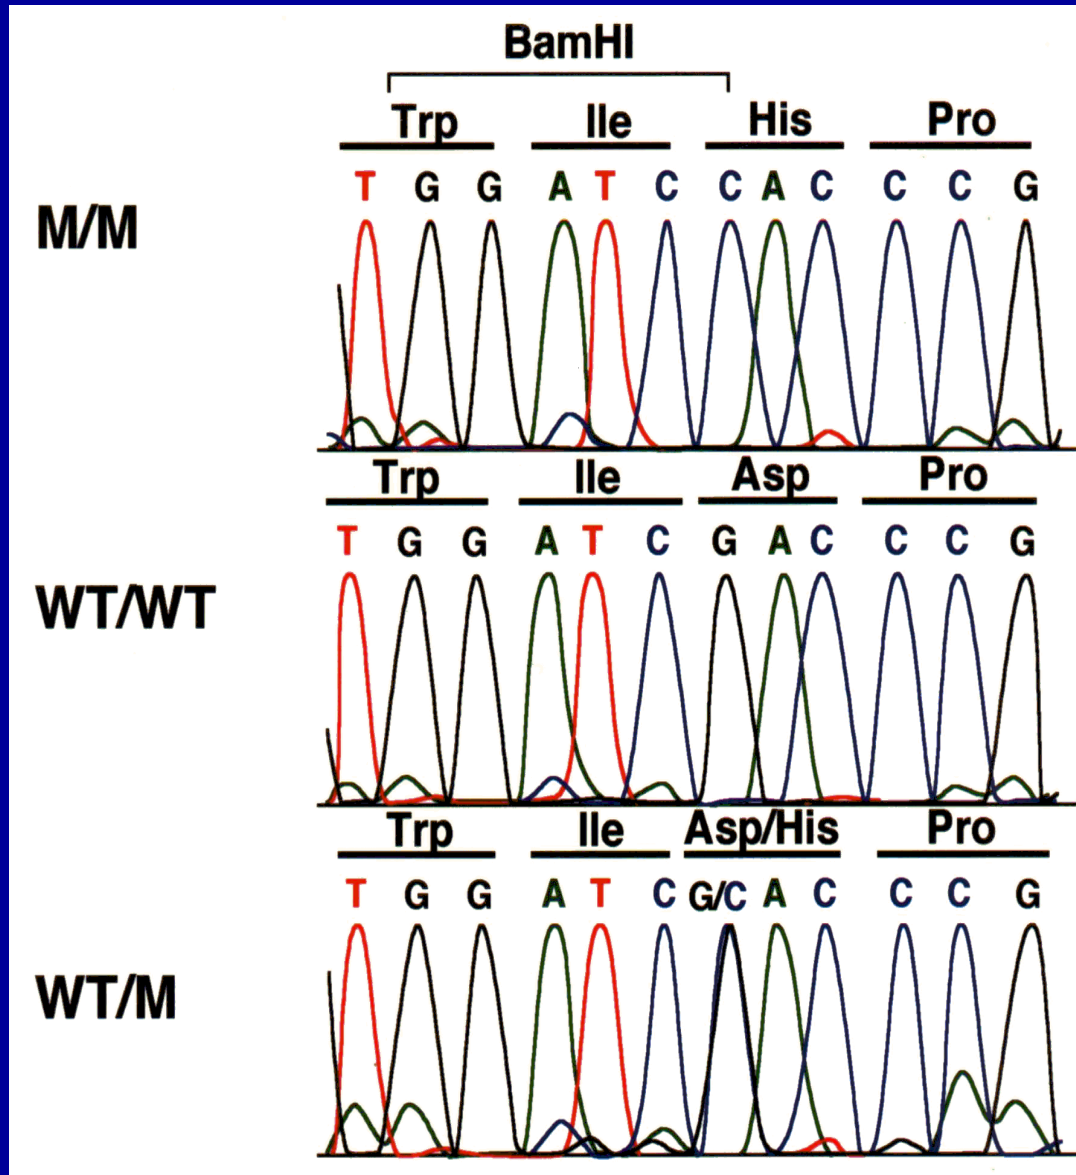 BamHI
Trp Ile His Pro
T G G A T C C A C C C G
M/M
Trp Ile Asp Pro
T G G A T C G A C C C G
WT/WT
Trp Ile Asp/His Pro
T G G A T C G/C A C C C G
WT/M